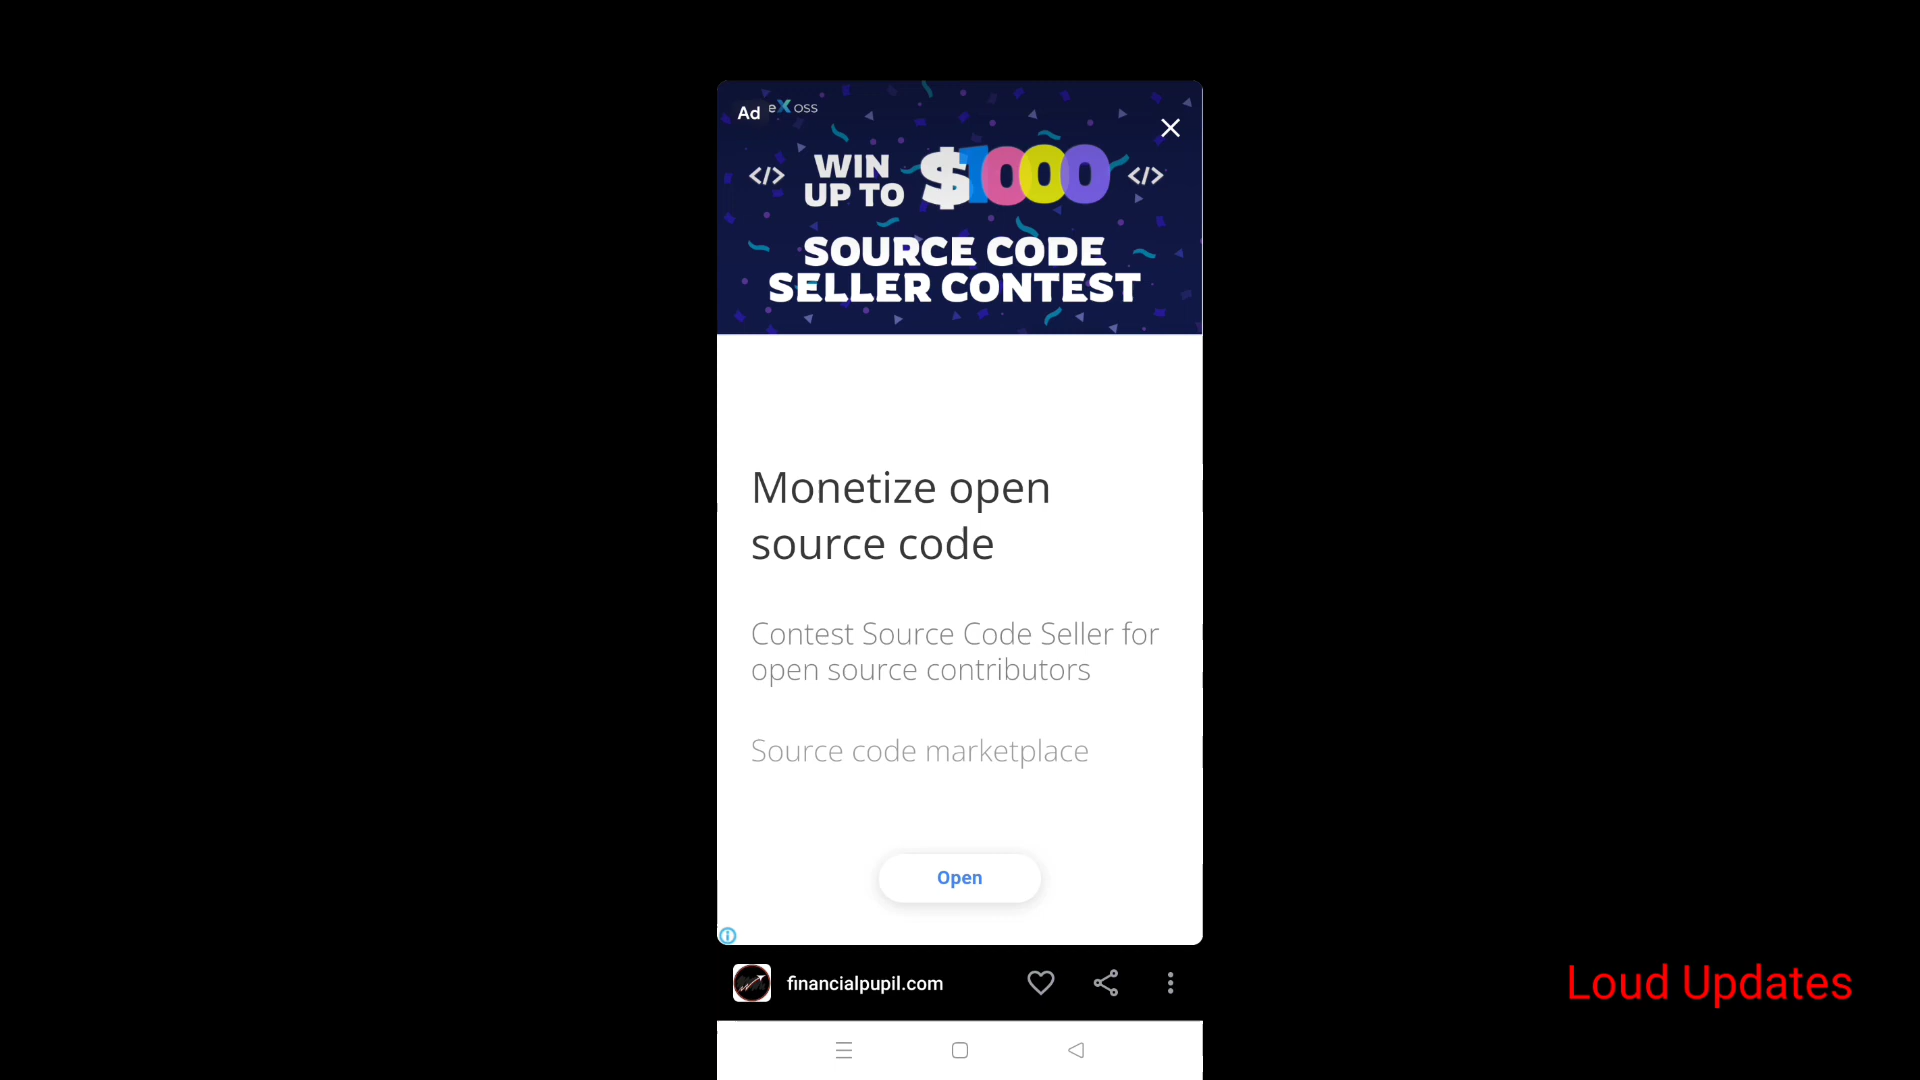 Ad
eXoss
</> WIN UP TO $1000 </>
SOURCE CODE
SELLER CONTEST
Monetize open
source code
Contest Source Code Seller for
open source contributors
Source code marketplace
Open
financialpupil.com
Loud Updates